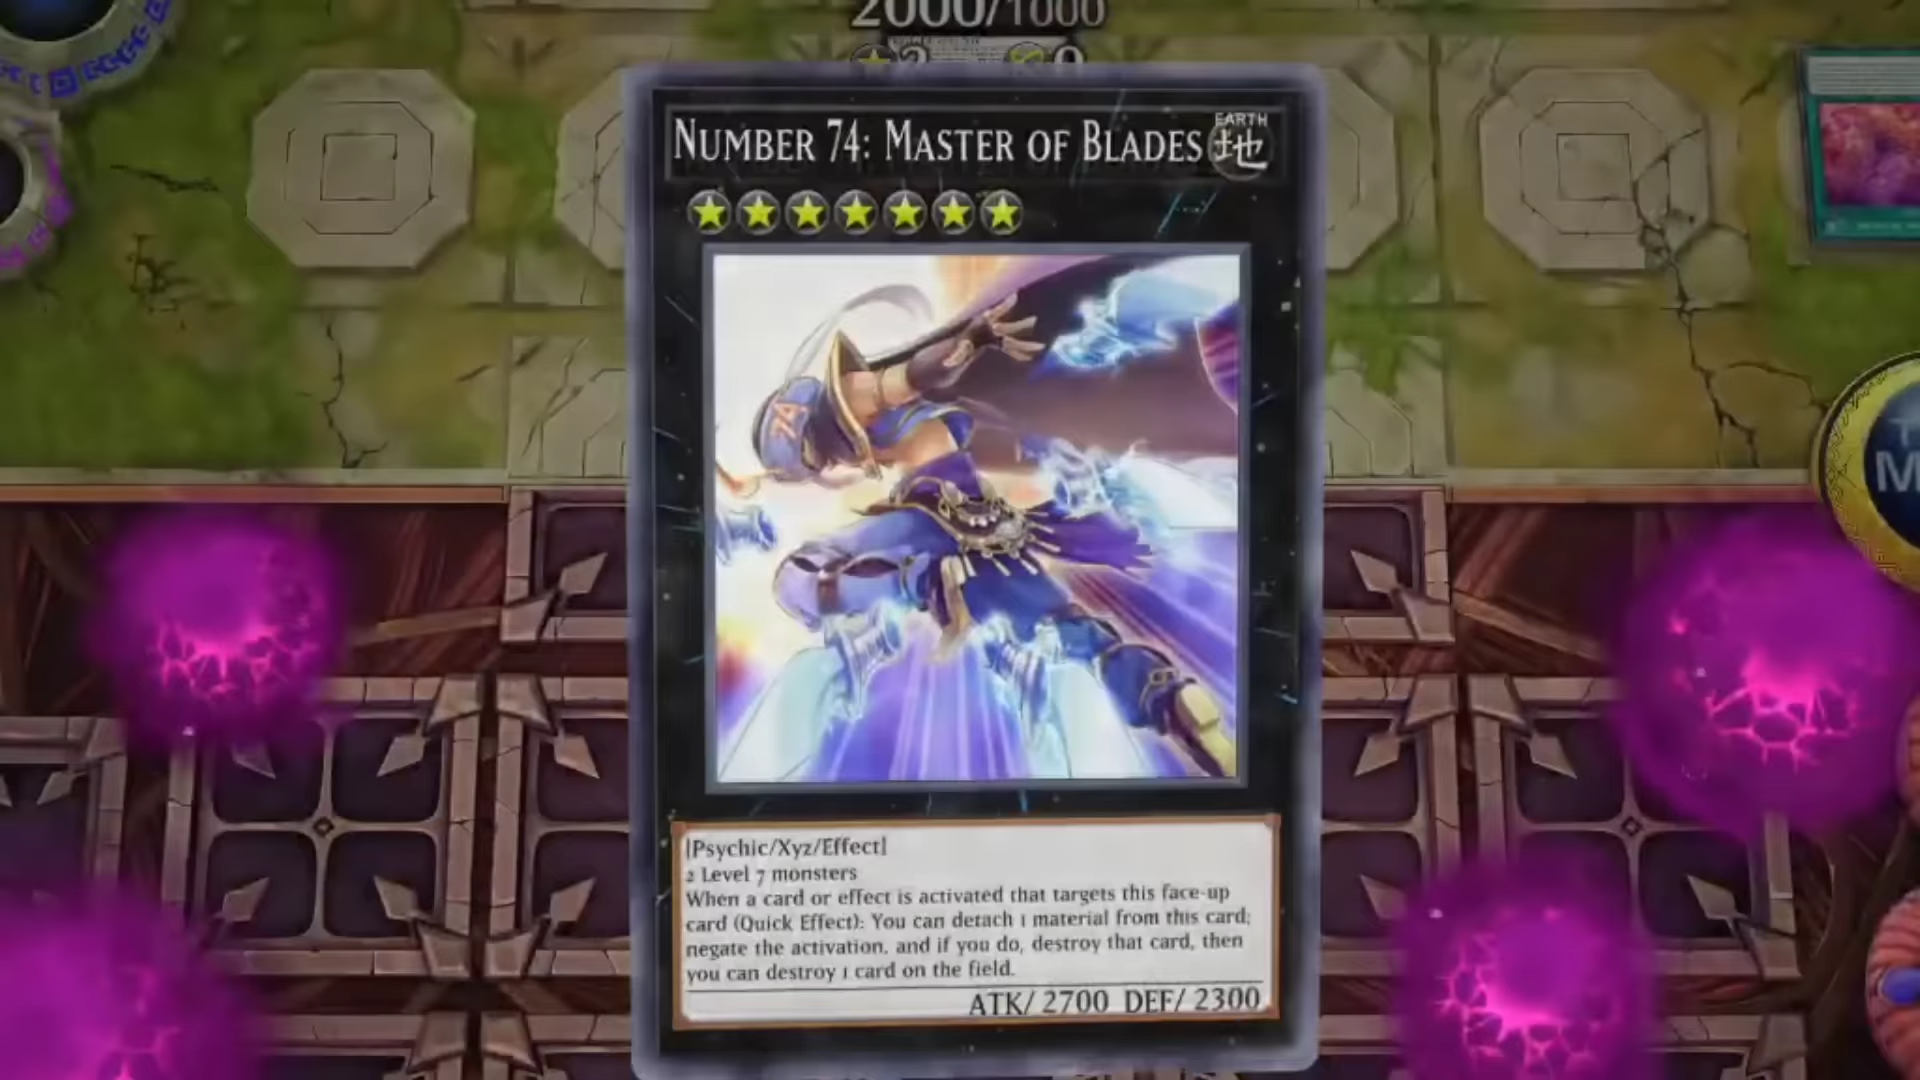 2000/1000
2 0
NUMBER 74: MASTER OF BLADES
EARTH
地
74
[Psychic/Xyz/Effect]
2 Level 7 monsters
When a card or effect is activated that targets this face-up
card (Quick Effect): You can detach 1 material from this card;
negate the activation, and if you do, destroy that card, then
you can destroy 1 card on the field.
ATK/ 2700 DEF/ 2300